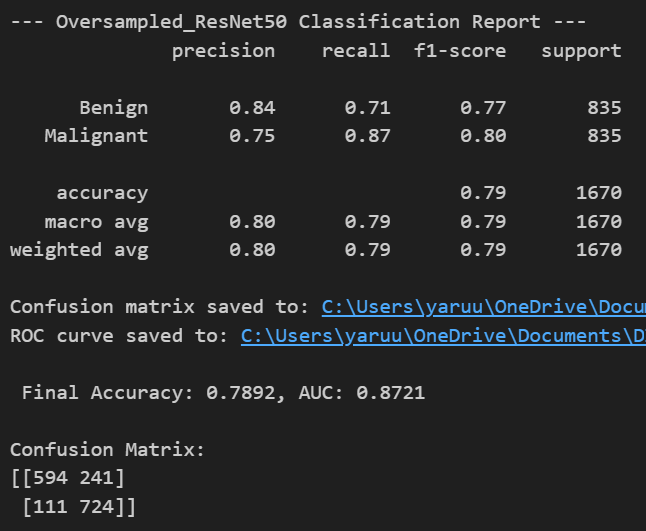 --- Oversampled_ResNet50 Classification Report ---
precision recall f1-score support
Benign 0.84 0.71 0.77 835
Malignant 0.75 0.87 0.80 835
accuracy 0.79 1670
macro avg 0.80 0.79 0.79 1670
weighted avg 0.80 0.79 0.79 1670
Confusion matrix saved to: C:\Users\yaruu\OneDrive\Docu
ROC curve saved to: C:\Users\yaruu\OneDrive\Documents\D
Final Accuracy: 0.7892, AUC: 0.8721
Confusion Matrix:
[[594 241]
[111 724]]